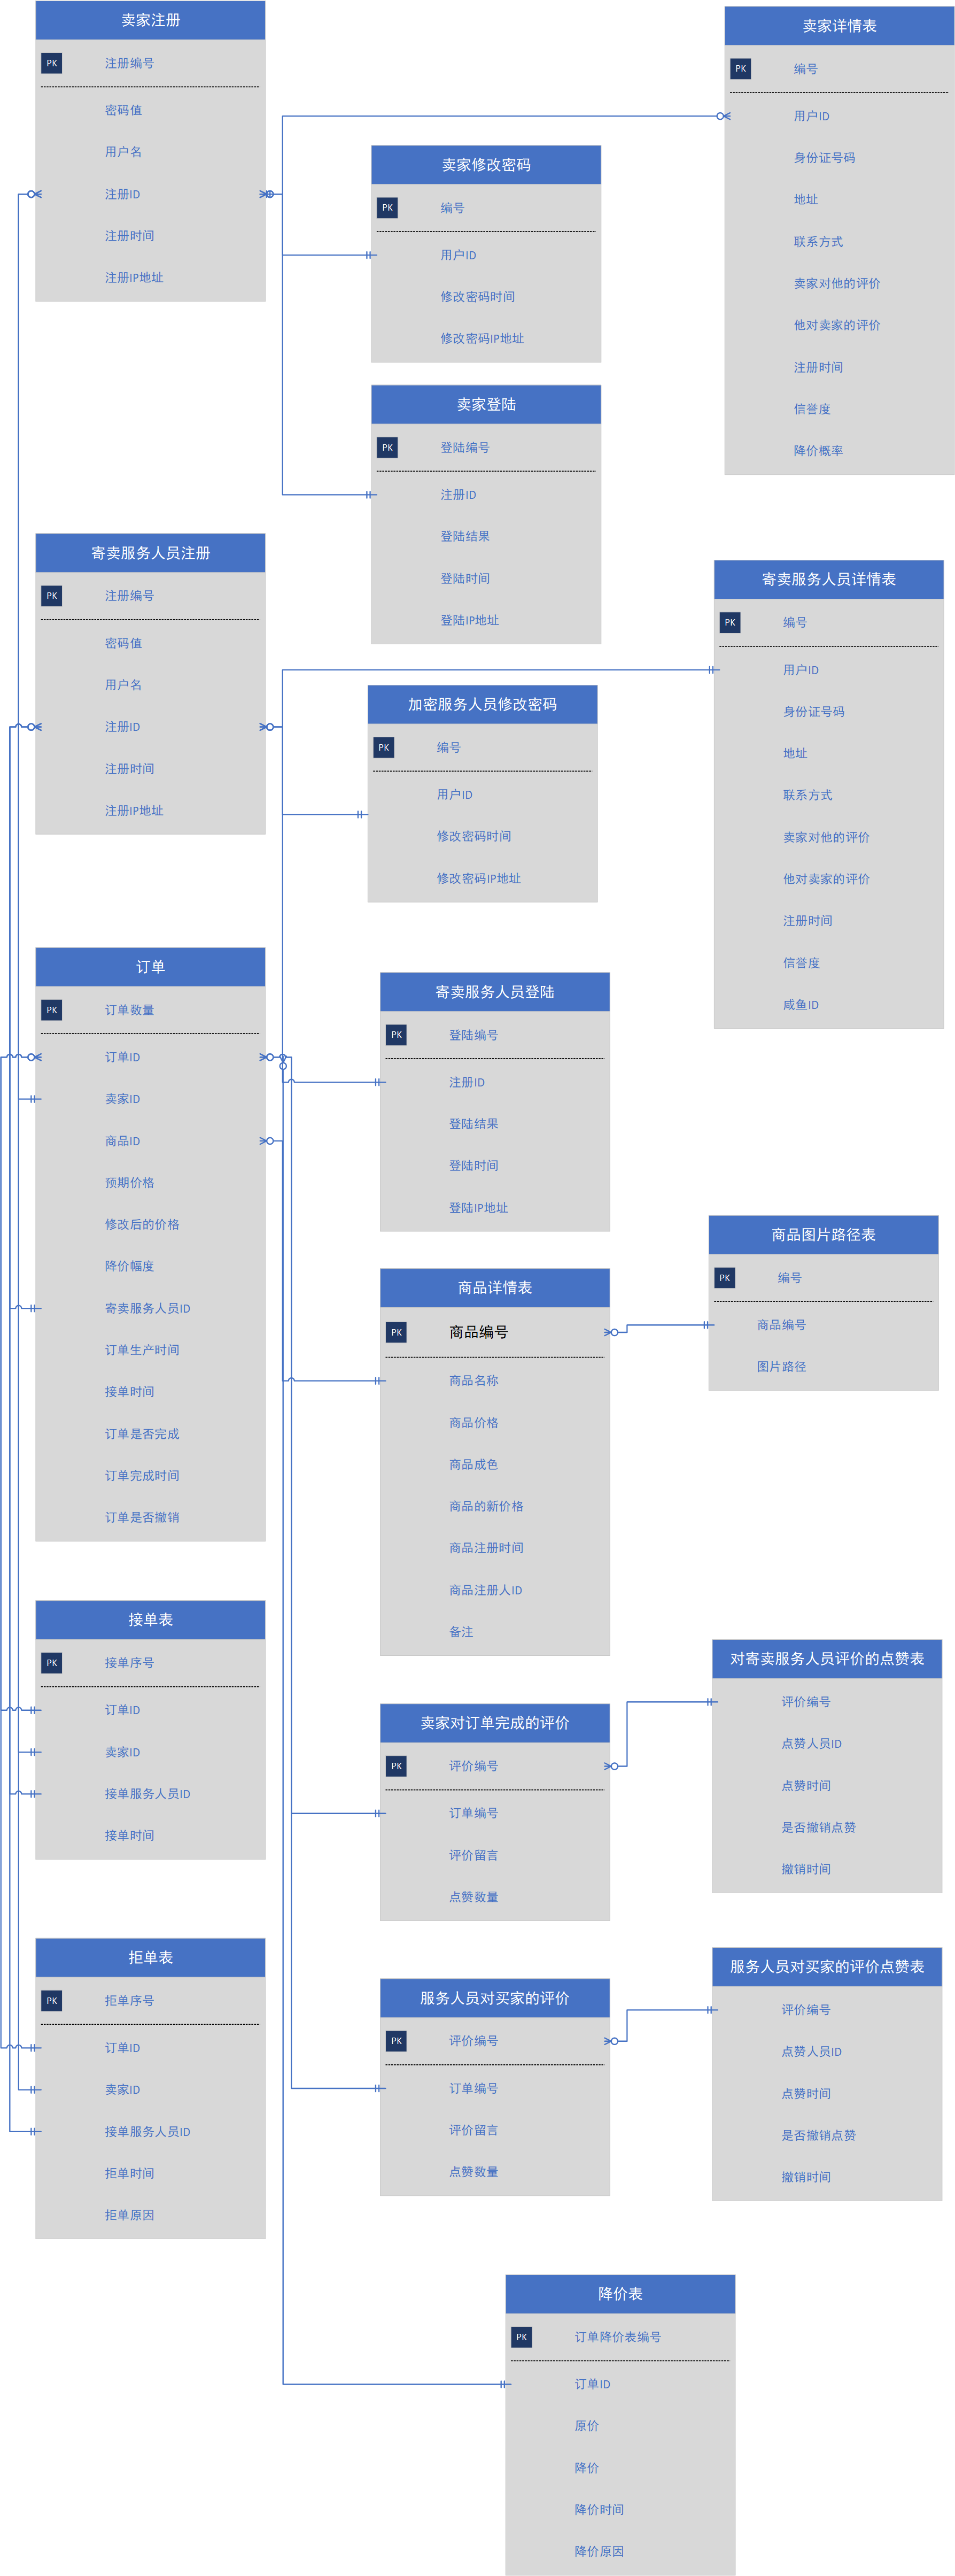 卖家注册
PK 注册编号
密码值
用户名
注册ID
注册时间
注册IP地址
卖家详情表
PK 编号
用户ID
身份证号码
地址
联系方式
卖家对他的评价
他对卖家的评价
注册时间
信誉度
降价概率
卖家修改密码
PK 编号
用户ID
修改密码时间
修改密码IP地址
卖家登陆
PK 登陆编号
注册ID
登陆结果
登陆时间
登陆IP地址
寄卖服务人员注册
PK 注册编号
密码值
用户名
注册ID
注册时间
注册IP地址
寄卖服务人员详情表
PK 编号
用户ID
身份证号码
地址
联系方式
卖家对他的评价
他对卖家的评价
注册时间
信誉度
咸鱼ID
加密服务人员修改密码
PK 编号
用户ID
修改密码时间
修改密码IP地址
订单
PK 订单数量
订单ID
卖家ID
商品ID
预期价格
修改后的价格
降价幅度
寄卖服务人员ID
订单生产时间
接单时间
订单是否完成
订单完成时间
订单是否撤销
寄卖服务人员登陆
PK 登陆编号
注册ID
登陆结果
登陆时间
登陆IP地址
商品图片路径表
PK 编号
商品编号
图片路径
商品详情表
PK 商品编号
商品名称
商品价格
商品成色
商品的新价格
商品注册时间
商品注册人ID
备注
接单表
PK 接单序号
订单ID
卖家ID
接单服务人员ID
接单时间
对寄卖服务人员评价的点赞表
评价编号
点赞人员ID
点赞时间
是否撤销点赞
撤销时间
卖家对订单完成的评价
PK 评价编号
订单编号
评价留言
点赞数量
拒单表
PK 拒单序号
订单ID
卖家ID
接单服务人员ID
拒单时间
拒单原因
服务人员对买家的评价点赞表
评价编号
点赞人员ID
点赞时间
是否撤销点赞
撤销时间
服务人员对买家的评价
PK 评价编号
订单编号
评价留言
点赞数量
降价表
PK 订单降价表编号
订单ID
原价
降价
降价时间
降价原因